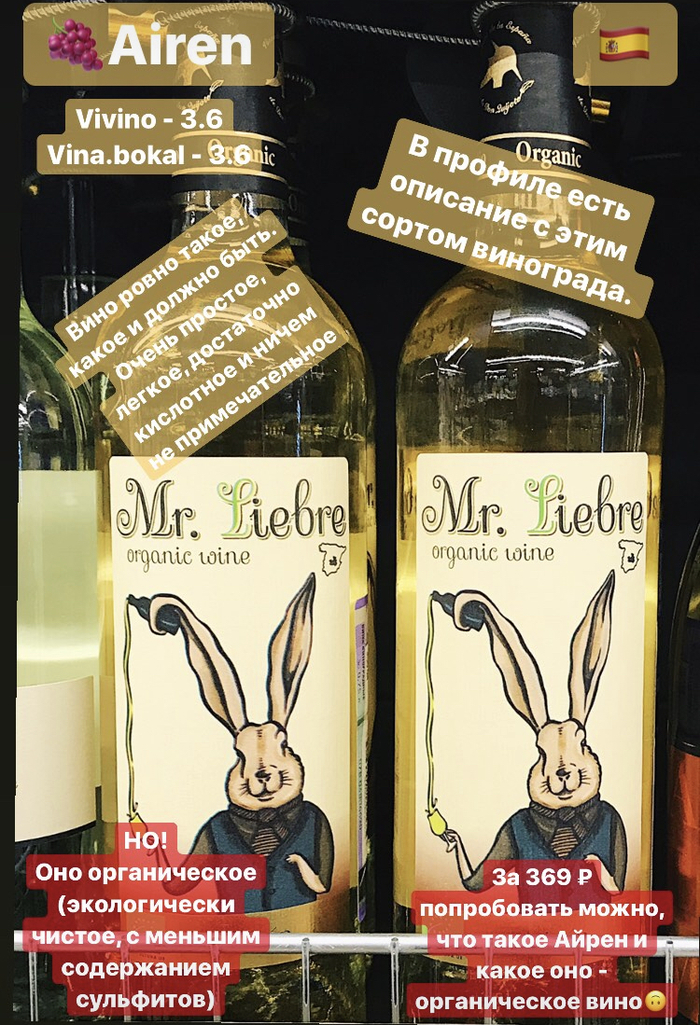 🍇Airen
🇪🇸
Vivino - 3.6
Vina.bokal - 3.6
Organic
Organic
В профиле есть
описание с этим
сортом винограда.
Вино ровно такое,
какое и должно быть.
Очень простое,
легкое, достаточно
кислотное и ничем
не примечательное
Mr. Liebre
organic wine
Mr. Liebre
organic wine
НО!
Оно органическое
(экологически
чистое, с меньшим
содержанием
сульфитов)
За 369 ₽
попробовать можно,
что такое Айрен и
какое оно -
органическое вино🙃